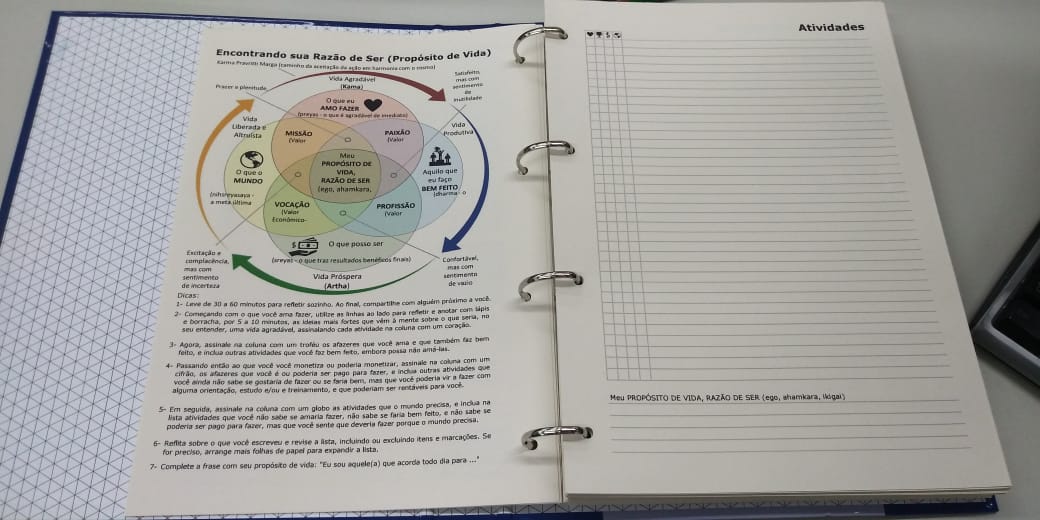 Encontrando sua Razão de Ser (Propósito de Vida)
Karma Pravritti Marga (caminho da aceitação da ação em harmonia com o cosmo)
Vida Agradável
(Kama)
Satisfeito,
mas com
sentimento
de
inutilidade
Prazer e plenitude,
O que eu
AMO FAZER
(preyas - o que é agradável de imediato)
Vida
Liberada e
Altruísta
MISSÃO
(Valor
PAIXÃO
(Valor
Vida
Produtiva
O que o
MUNDO
Meu
PROPÓSITO DE
VIDA,
RAZÃO DE SER
(ego, ahamkara,
Aquilo que
eu faço
BEM FEITO
(dharma - o
(nihsreyasaya -
a meta última
VOCAÇÃO
(Valor
Econômico-
PROFISSÃO
(Valor
$
O que posso ser
(sreyas - o que traz resultados benéficos finais)
Excitação e
complacência,
mas com
sentimento
de incerteza
Vida Próspera
(Artha)
Confortável,
mas com
sentimento
de vazio
Dicas:
1- Leve de 30 a 60 minutos para refletir sozinho. Ao final, compartilhe com alguém próximo a você.
2- Começando com o que você ama fazer, utilize as linhas ao lado para refletir e anotar com lápis
e borracha, por 5 a 10 minutos, as ideias mais fortes que vêm à mente sobre o que seria, no
seu entender, uma vida agradável, assinalando cada atividade na coluna com um coração.
3- Agora, assinale na coluna com um troféu os afazeres que você ama e que também faz bem
feito, e inclua outras atividades que você faz bem feito, embora possa não amá-las.
4- Passando então ao que você você monetiza ou poderia monetizar, assinale na coluna com um
cifrão, os afazeres que você é ou poderia ser pago para fazer, e inclua outras atividades que
você ainda não sabe se gostaria de fazer ou se faria bem, mas que você poderia vir a fazer com
alguma orientação, estudo e/ou e treinamento, e que poderiam ser rentáveis para você.
5- Em seguida, assinale na coluna com um globo as atividades que o mundo precisa, e inclua na
lista atividades que você não sabe se amaria fazer, não sabe se faria bem feito, e não sabe se
poderia ser pago para fazer, mas que você sente que deveria fazer porque o mundo precisa.
6- Reflita sobre o que você escreveu e revise a lista, incluindo ou excluindo itens e marcações. Se
for preciso, arranje mais folhas de papel para expandir a lista.
7- Complete a frase com seu propósito de vida: "Eu sou aquele(a) que acorda todo dia para ..."
Atividades
$
Meu PROPÓSITO DE VIDA, RAZÃO DE SER (ego, ahamkara, ikigai)